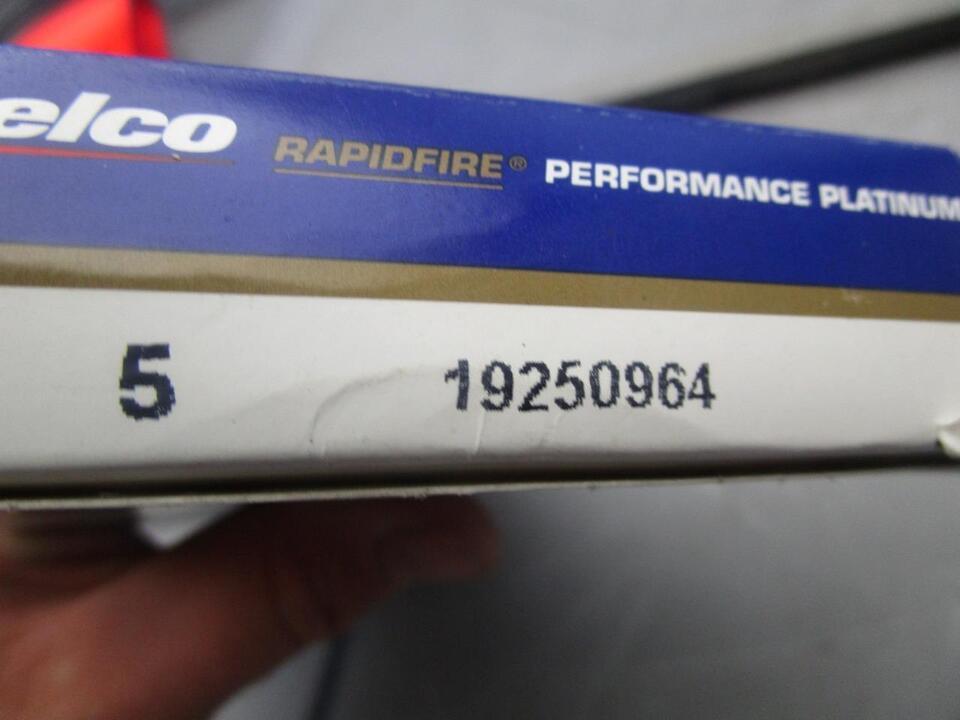 elco RAPIDFIRE® PERFORMANCE PLATINUM
5 19250964